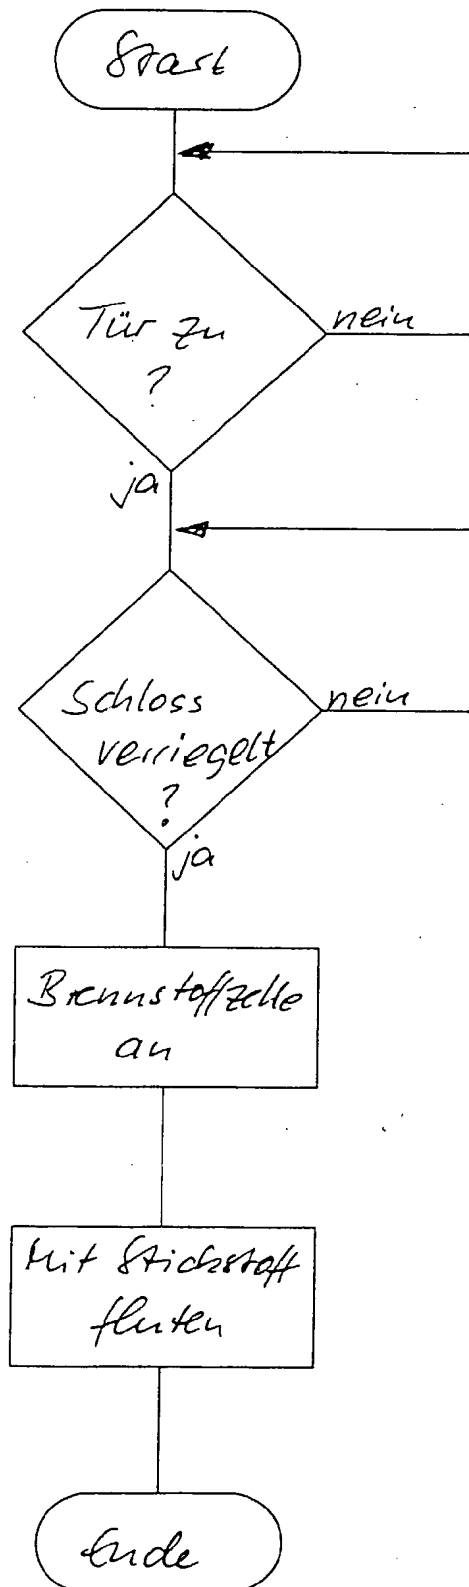 Start
Tür zu
?
nein
ja
Schloss
verriegelt
?
nein
ja
Brennstoffzelle
an
Mit Stickstoff
fluten
Ende